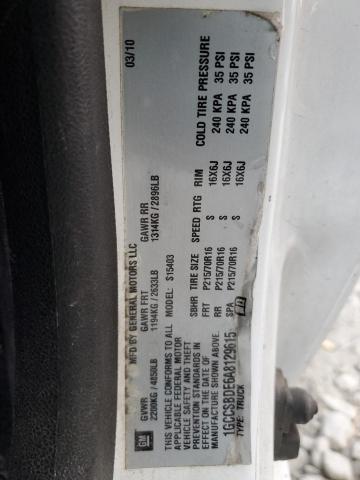 MFD BY GENERAL MOTORS LLC 03/10
GVWR GAWR FRT GAWR RR
2200KG / 4850LB 1194KG / 2633LB 1314KG / 2896LB
THIS VEHICLE CONFORMS TO ALL
APPLICABLE FEDERAL MOTOR
VEHICLE SAFETY AND THEFT
PREVENTION STANDARDS IN
EFFECT ON THE DATE OF
MANUFACTURE SHOWN ABOVE.
1GCCSBDE6A8129615
TYPE: TRUCK
MODEL: S15403
SBHR TIRE SIZE SPEED RTG RIM COLD TIRE PRESSURE
FRT P215/70R16 S 16X6J 240 KPA 35 PSI
RR P215/70R16 S 16X6J 240 KPA 35 PSI
SPA P215/70R16 S 16X6J 240 KPA 35 PSI
GM